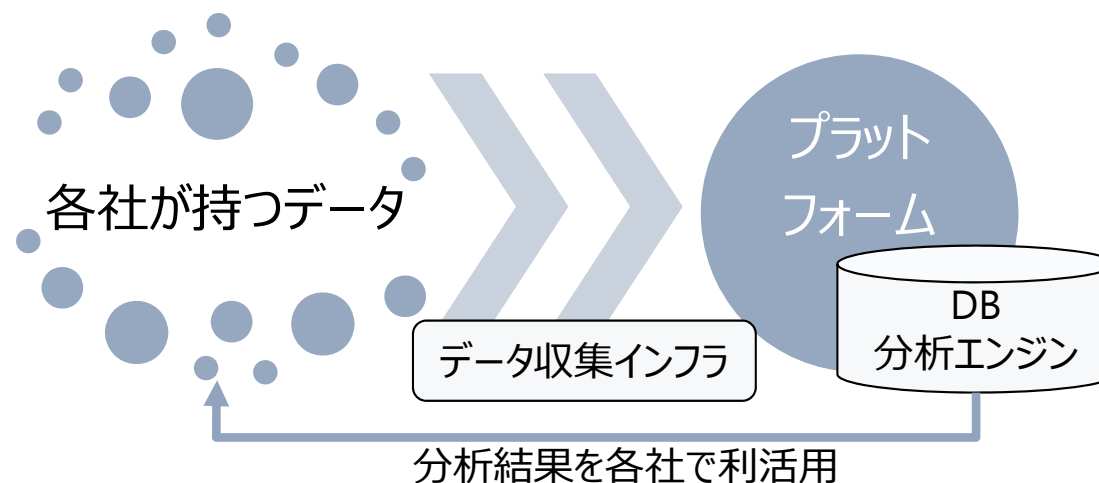 各社が持つデータ
プラット
フォーム
DB
分析エンジン
データ収集インフラ
分析結果を各社で利活用